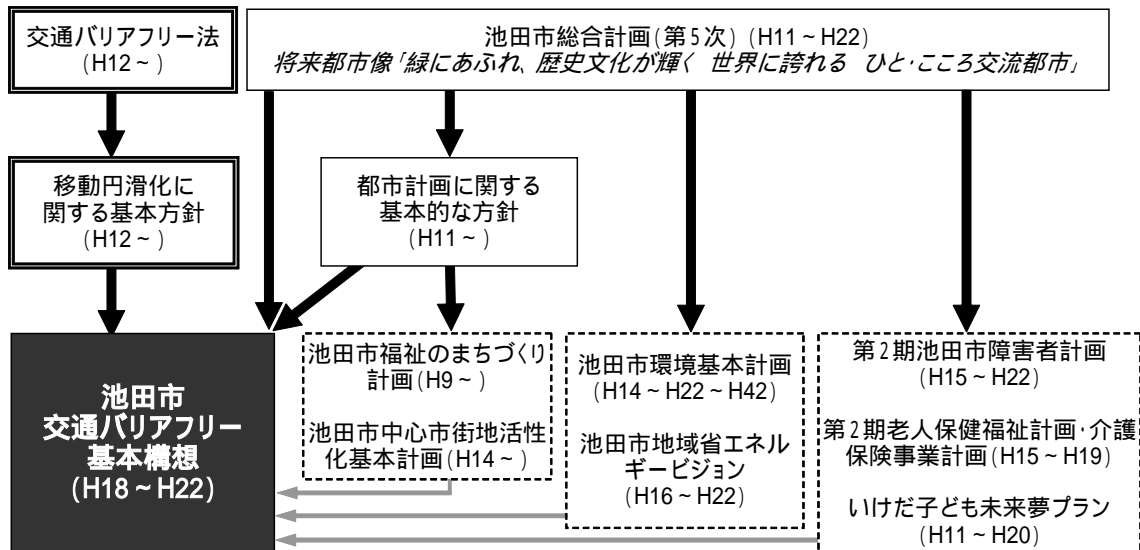 交通バリアフリー法
(H12~ )
池田市総合計画(第5次) (H11~H22)
将来都市像「緑にあふれ、歴史文化が輝く 世界に誇れる ひと・こころ交流都市」
移動円滑化に
関する基本方針
(H12~ )
都市計画に関する
基本的な方針
(H11~ )
池田市
交通バリアフリー
基本構想
(H18~H22)
池田市福祉のまちづくり
計画(H9~ )
池田市中心市街地活性
化基本計画(H14~ )
池田市環境基本計画
(H14~H22~H42)
池田市地域省エネル
ギービジョン
(H16~H22)
第2期池田市障害者計画
(H15~H22)
第2期老人保健福祉計画・介護
保険事業計画(H15~H19)
いけだ子ども未来夢プラン
(H11~H20)